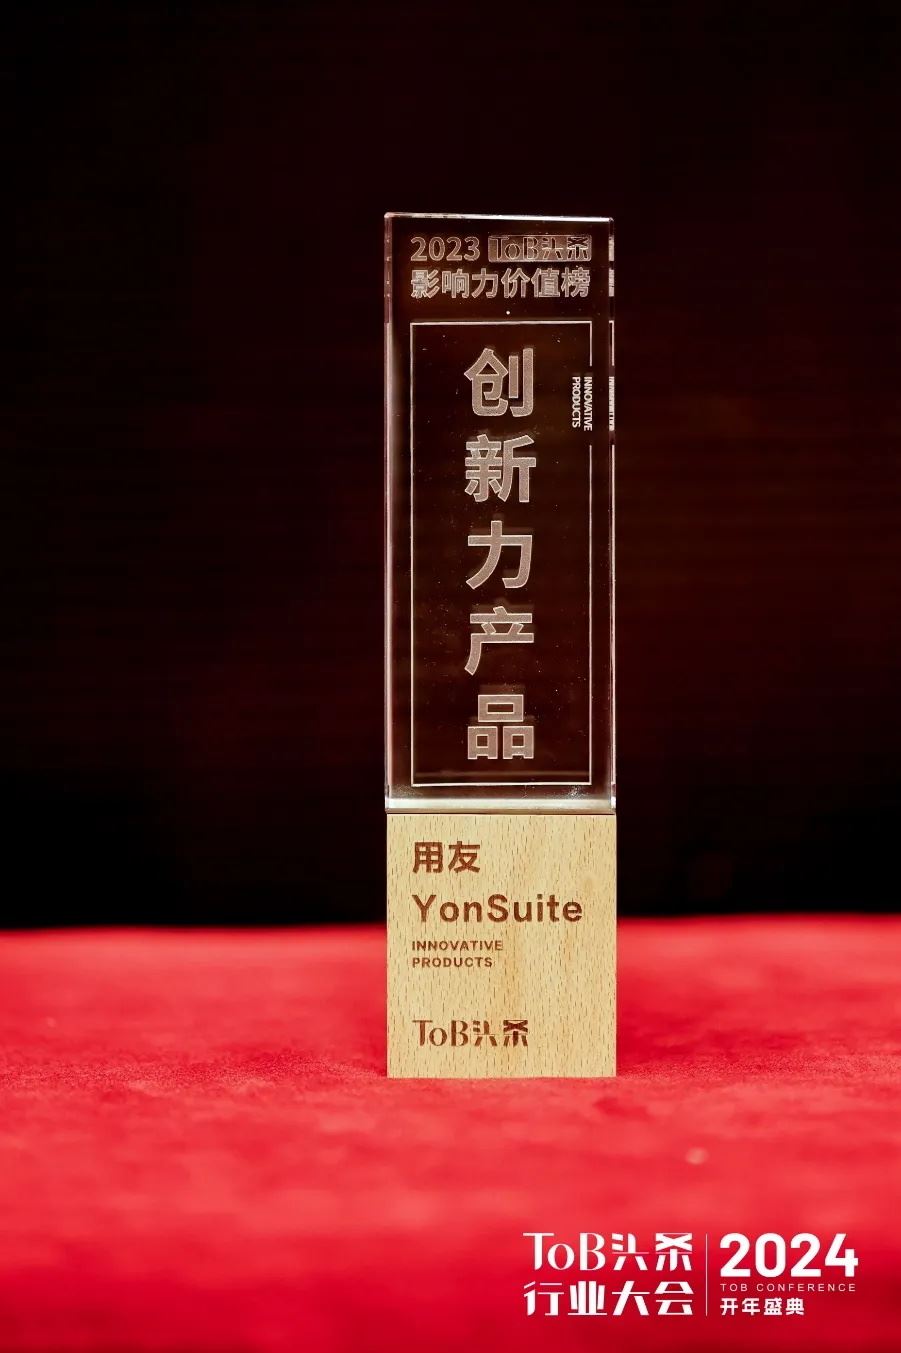 2023 ToB头条
影响力价值榜
创新力产品
INNOVATIVE
PRODUCTS
用友
YonSuite
INNOVATIVE
PRODUCTS
ToB头条
ToB头条
行业大会
2024
TOB CONFERENCE
开年盛典